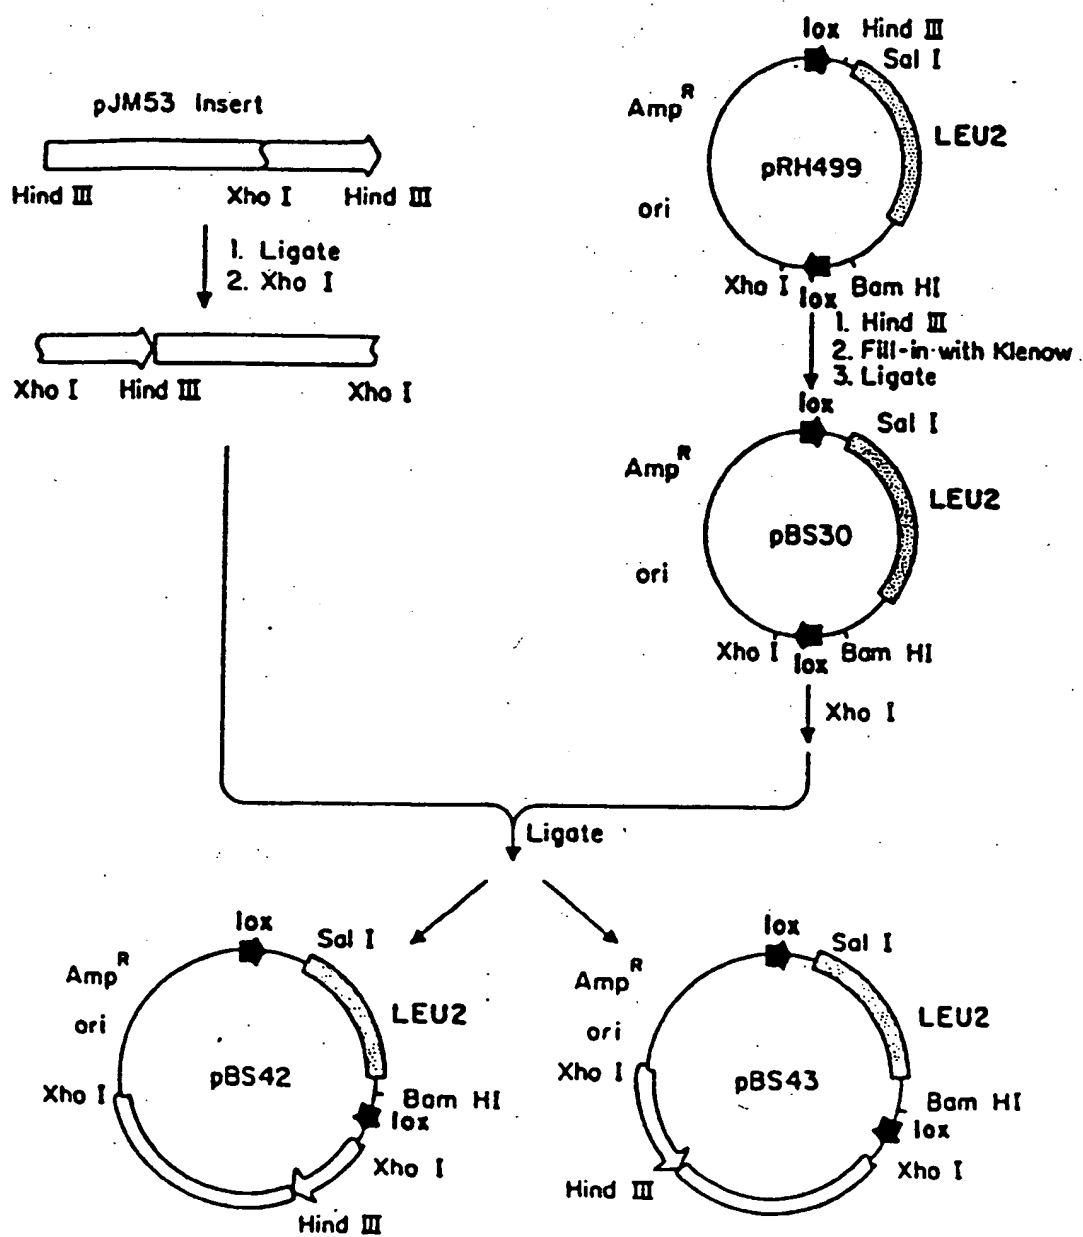 pJM53 Insert
Hind III
Xho I
Hind III
1. Ligate
2. Xho I
Xho I
Hind III
Xho I
lox
Hind III
Sal I
Amp^R
LEU2
pRH499
ori
Xho I
lox
Bam HI
1. Hind III
2. Fill-in with Klenow
3. Ligate
lox
Sal I
Amp^R
LEU2
pBS30
ori
Xho I
lox
Bam HI
Xho I
Ligate
lox
Sal I
Amp^R
ori
LEU2
pBS42
Xho I
Bam HI
lox
Xho I
Hind III
lox
Sal I
Amp^R
ori
LEU2
Xho I
pBS43
Bam HI
lox
Xho I
Hind III